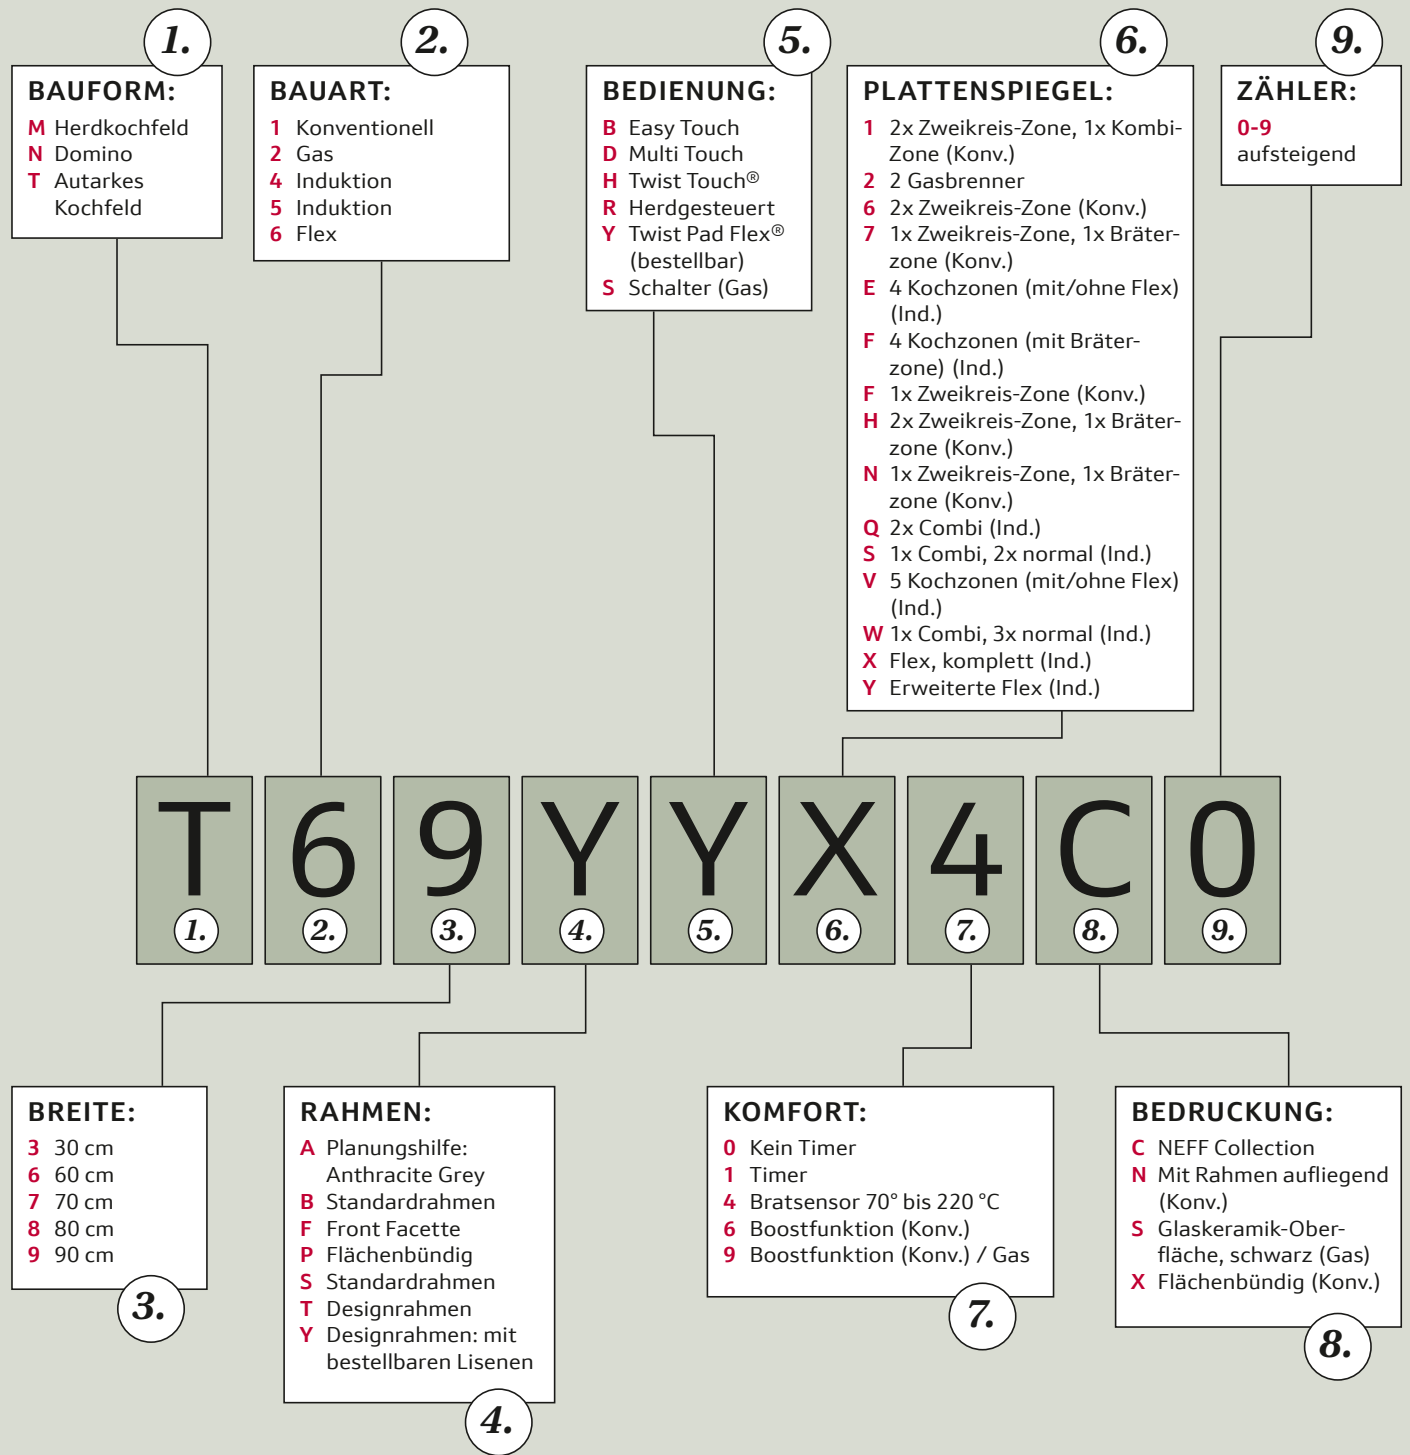 1.
BAUFORM:
M Herdkochfeld
N Domino
T Autarkes
Kochfeld
2.
BAUART:
1 Konventionell
2 Gas
4 Induktion
5 Induktion
6 Flex
5.
BEDIENUNG:
B Easy Touch
D Multi Touch
H Twist Touch®
R Herdgesteuert
Y Twist Pad Flex®
(bestellbar)
S Schalter (Gas)
6.
PLATTENSPIEGEL:
1 2x Zweikreis-Zone, 1x Kombi-
Zone (Konv.)
2 2 Gasbrenner
6 2x Zweikreis-Zone (Konv.)
7 1x Zweikreis-Zone, 1x Bräter-
zone (Konv.)
E 4 Kochzonen (mit/ohne Flex)
(Ind.)
F 4 Kochzonen (mit Bräter-
zone) (Ind.)
F 1x Zweikreis-Zone (Konv.)
H 2x Zweikreis-Zone, 1x Bräter-
zone (Konv.)
N 1x Zweikreis-Zone, 1x Bräter-
zone (Konv.)
Q 2x Combi (Ind.)
S 1x Combi, 2x normal (Ind.)
V 5 Kochzonen (mit/ohne Flex)
(Ind.)
W 1x Combi, 3x normal (Ind.)
X Flex, komplett (Ind.)
Y Erweiterte Flex (Ind.)
9.
ZÄHLER:
0-9
aufsteigend
T 6 9 Y Y X 4 C 0
1. 2. 3. 4. 5. 6. 7. 8. 9.
BREITE:
3 30 cm
6 60 cm
7 70 cm
8 80 cm
9 90 cm
3.
RAHMEN:
A Planungshilfe:
Anthracite Grey
B Standardrahmen
F Front Facette
P Flächenbündig
S Standardrahmen
T Designrahmen
Y Designrahmen: mit
bestellbaren Lisenen
4.
KOMFORT:
0 Kein Timer
1 Timer
4 Bratsensor 70° bis 220 °C
6 Boostfunktion (Konv.)
9 Boostfunktion (Konv.) / Gas
7.
BEDRUCKUNG:
C NEFF Collection
N Mit Rahmen aufliegend
(Konv.)
S Glaskeramik-Ober-
fläche, schwarz (Gas)
X Flächenbündig (Konv.)
8.